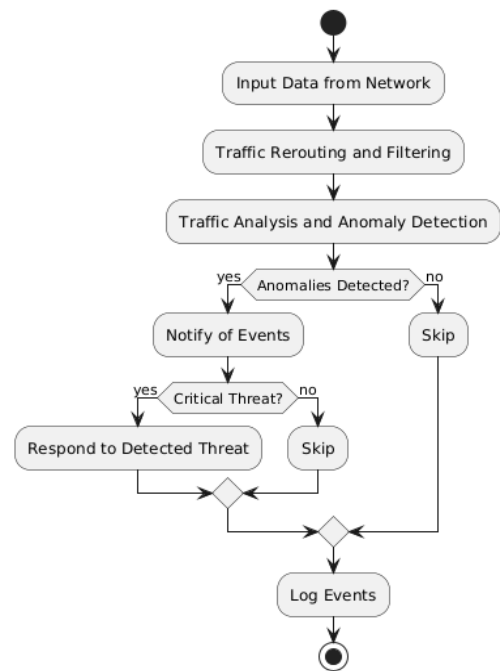 Input Data from Network
Traffic Rerouting and Filtering
Traffic Analysis and Anomaly Detection
yes
Anomalies Detected?
no
Notify of Events
Skip
yes
Critical Threat?
no
Respond to Detected Threat
Skip
Log Events